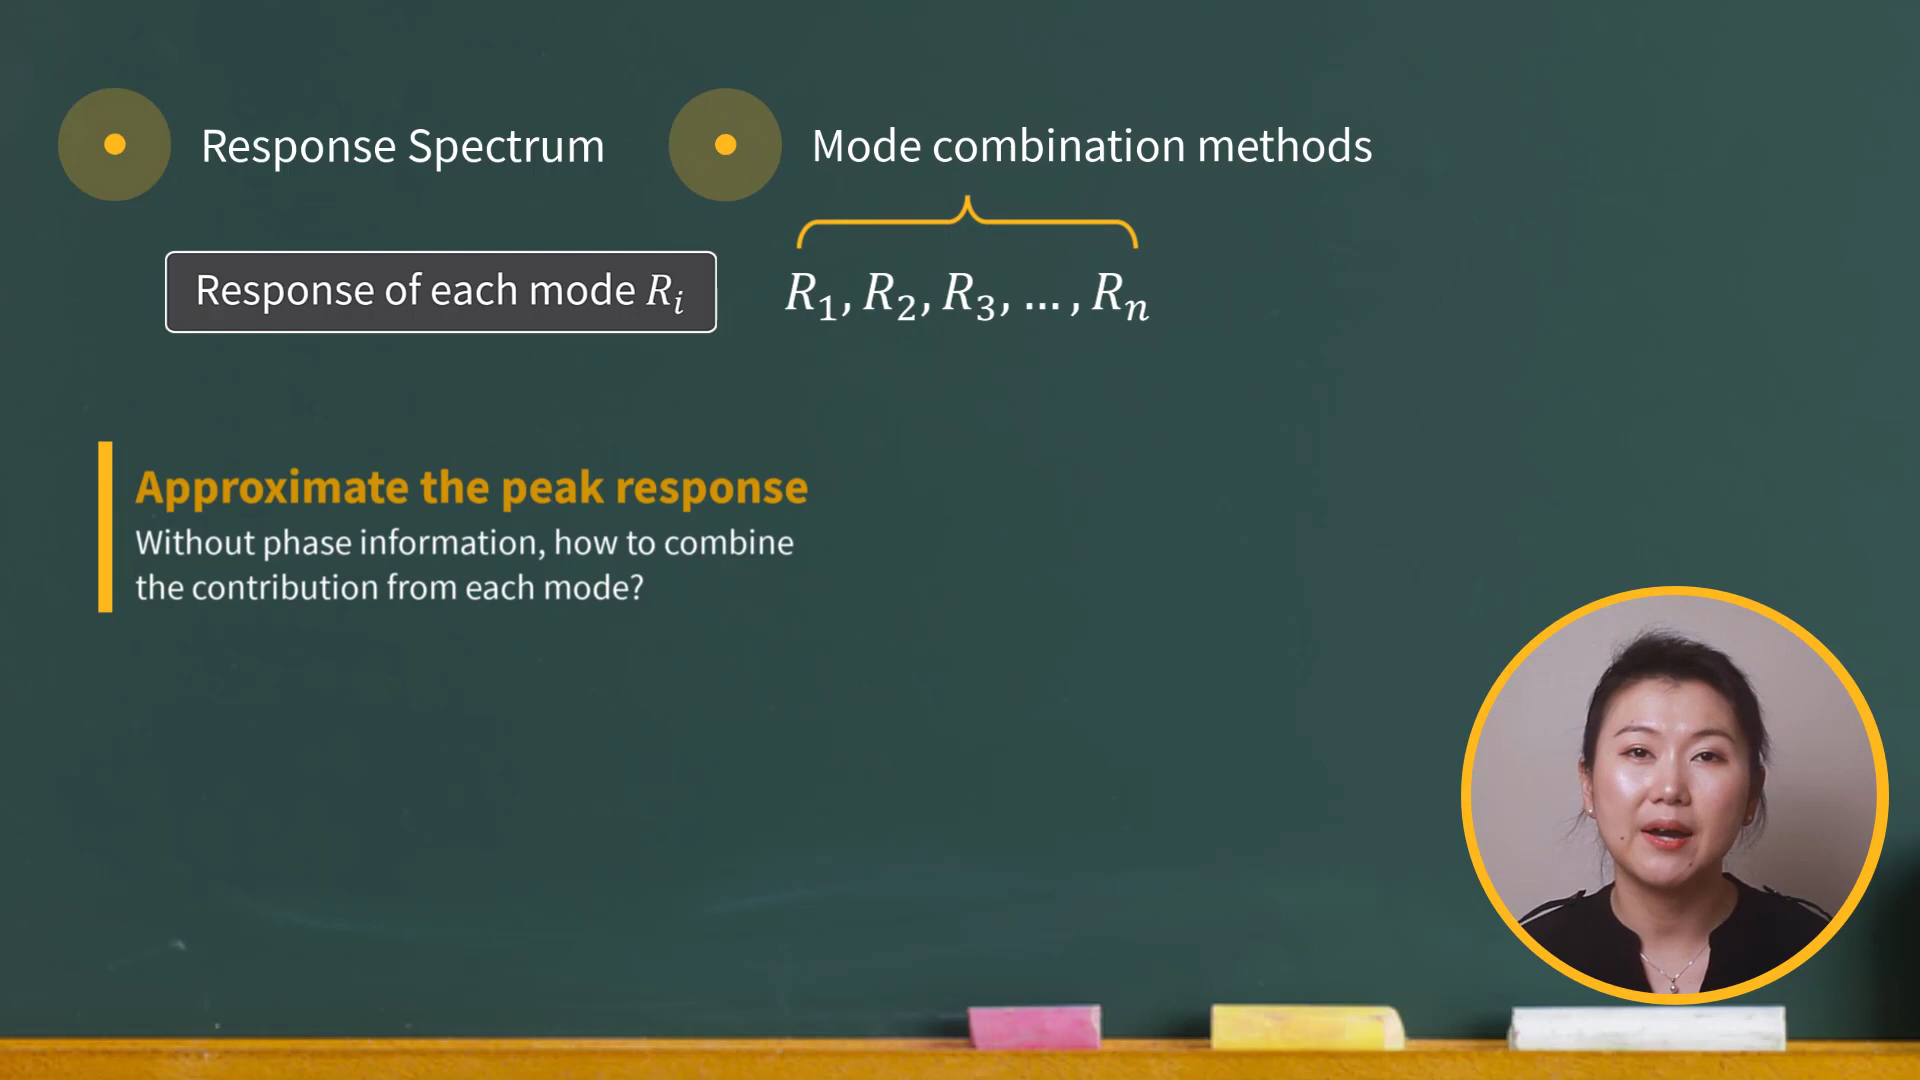 Response Spectrum
Mode combination methods
Response of each mode R_i
R_1, R_2, R_3, ... , R_n
Approximate the peak response
Without phase information, how to combine
the contribution from each mode?